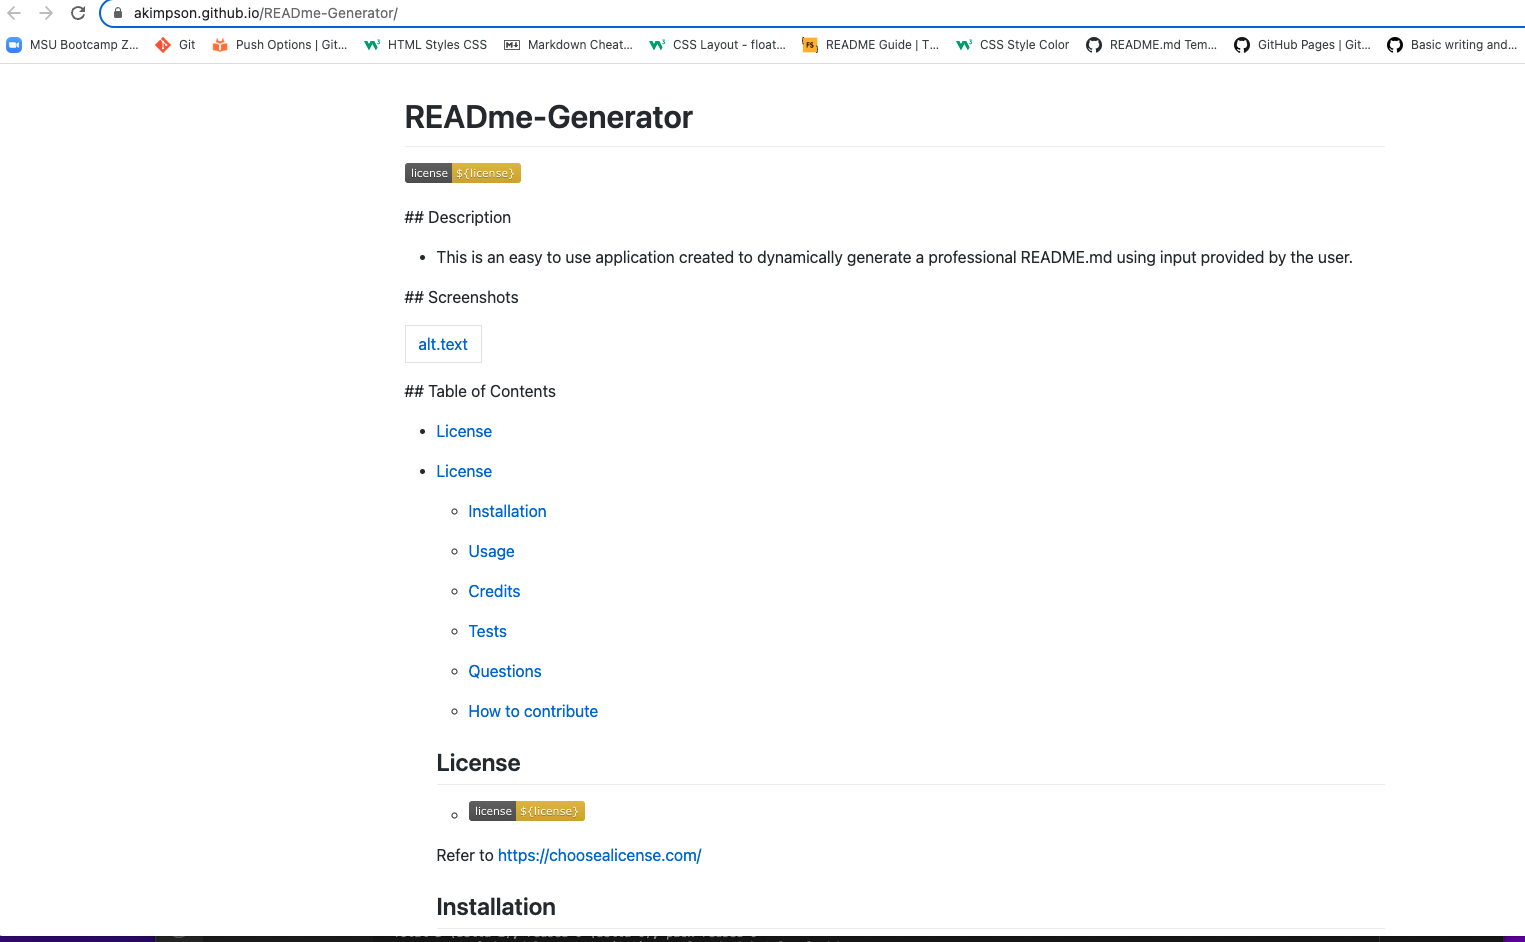 akimpson.github.io/READme-Generator/
MSU Bootcamp Z... Git Push Options | Git... HTML Styles CSS Markdown Cheat... CSS Layout - float... README Guide | T... CSS Style Color README.md Tem... GitHub Pages | Git... Basic writing and...
READme-Generator
license ${license}
## Description
• This is an easy to use application created to dynamically generate a professional README.md using input provided by the user.
## Screenshots
alt.text
## Table of Contents
• License
• License
◦ Installation
◦ Usage
◦ Credits
◦ Tests
◦ Questions
◦ How to contribute
License
◦ license ${license}
Refer to https://choosealicense.com/
Installation